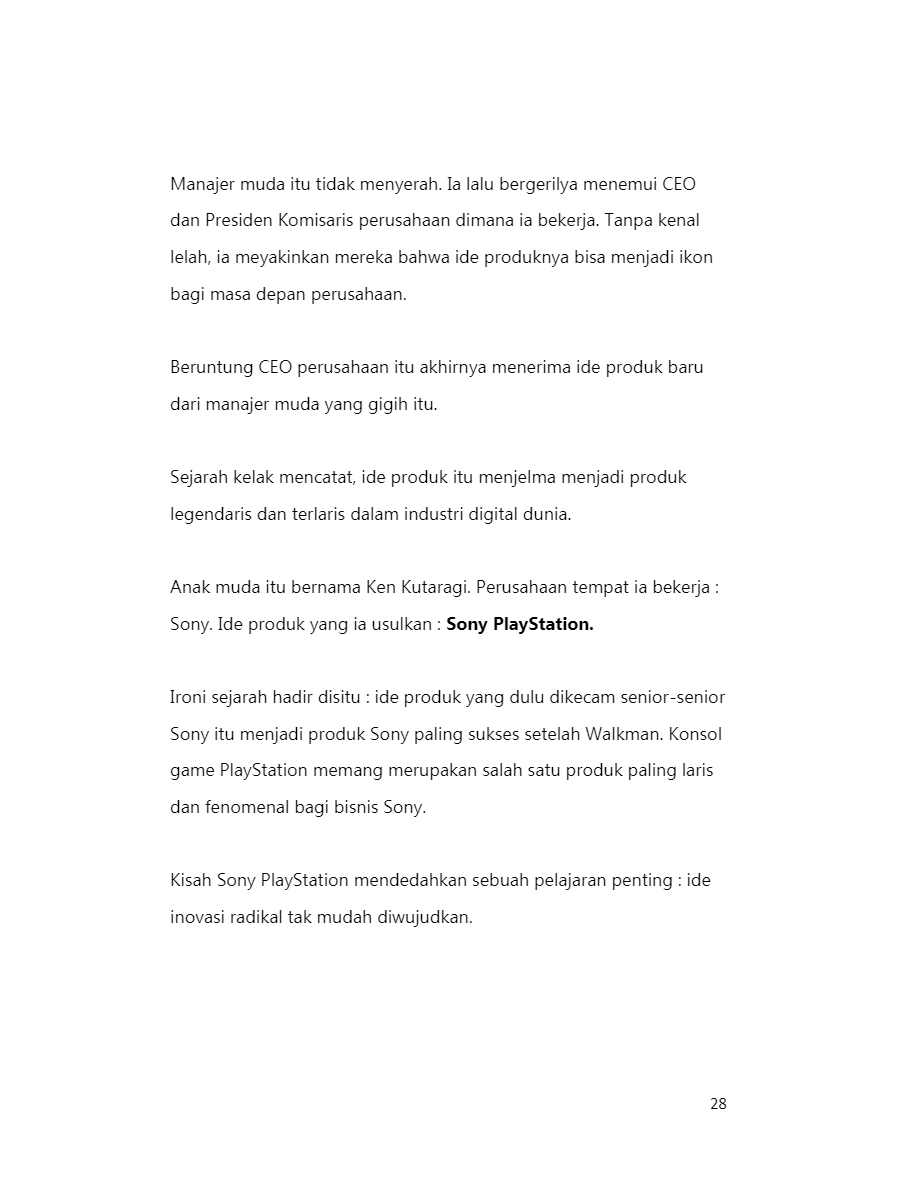 Manajer muda itu tidak menyerah. Ia lalu bergerilya menemui CEO
dan Presiden Komisaris perusahaan dimana ia bekerja. Tanpa kenal
lelah, ia meyakinkan mereka bahwa ide produknya bisa menjadi ikon
bagi masa depan perusahaan.
Beruntung CEO perusahaan itu akhirnya menerima ide produk baru
dari manajer muda yang gigih itu.
Sejarah kelak mencatat, ide produk itu menjelma menjadi produk
legendaris dan terlaris dalam industri digital dunia.
Anak muda itu bernama Ken Kutaragi. Perusahaan tempat ia bekerja :
Sony. Ide produk yang ia usulkan : Sony PlayStation.
Ironi sejarah hadir disitu : ide produk yang dulu dikecam senior-senior
Sony itu menjadi produk Sony paling sukses setelah Walkman. Konsol
game PlayStation memang merupakan salah satu produk paling laris
dan fenomenal bagi bisnis Sony.
Kisah Sony PlayStation mendedahkan sebuah pelajaran penting : ide
inovasi radikal tak mudah diwujudkan.
28